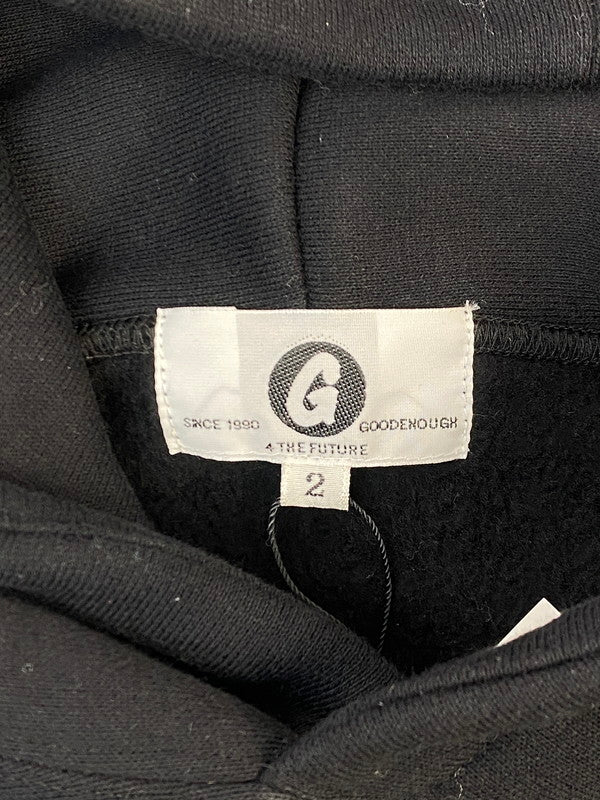 G
SINCE 1990 GOODENOUGH
4 THE FUTURE
2